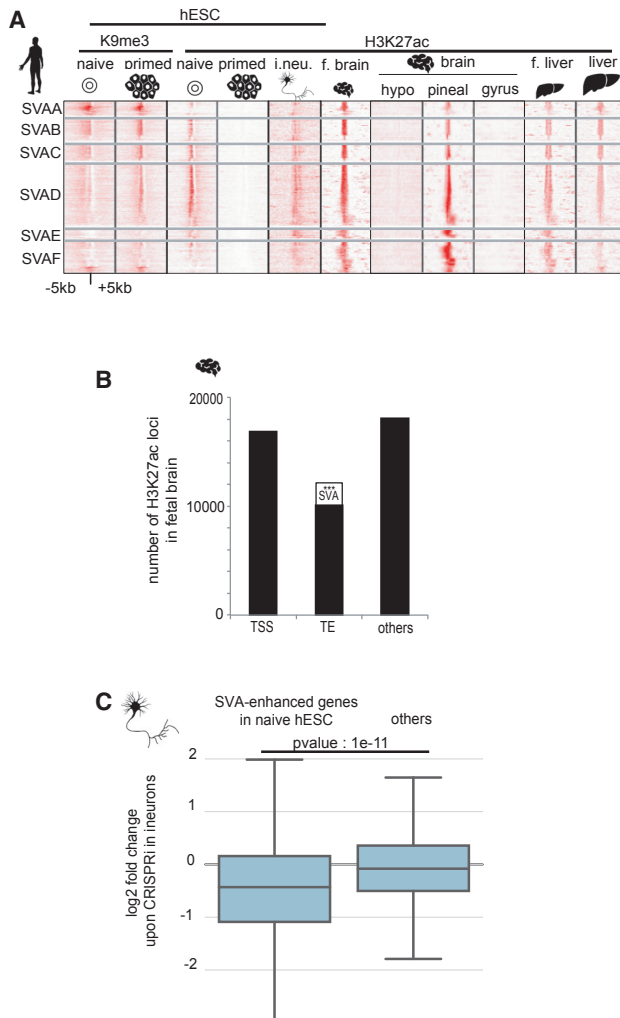 A
hESC
K9me3 H3K27ac
naive primed naive primed i.neu. f. brain brain f. liver liver
hypo pineal gyrus
SVAA
SVAB
SVAC
SVAD
SVAE
SVAF
-5kb +5kb
B
number of H3K27ac loci
in fetal brain
20000
10000
0
***
SVA
TSS TE others
C
SVA-enhanced genes
in naive hESC others
pvalue : 1e-11
log2 fold change
upon CRISPRi in ineurons
2
1
0
-1
-2